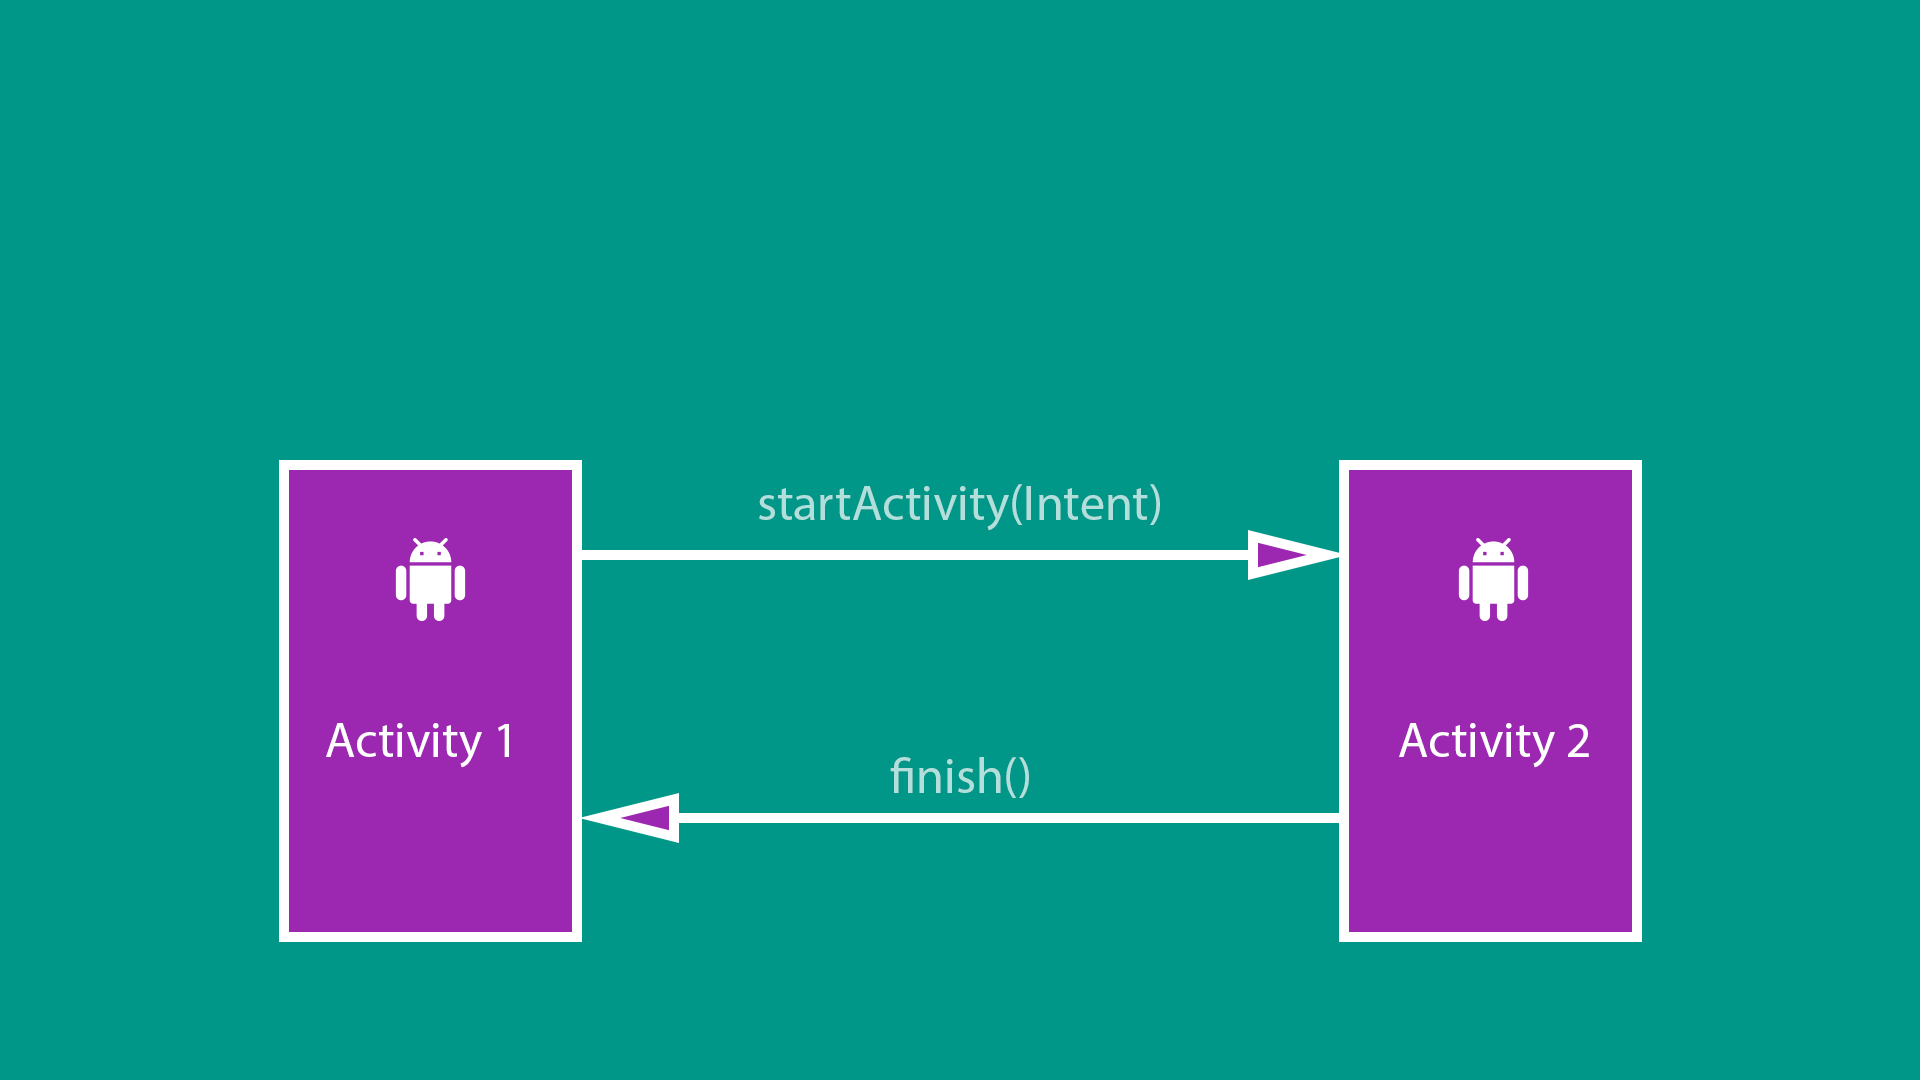 startActivity(Intent)
Activity 1
Activity 2
finish()